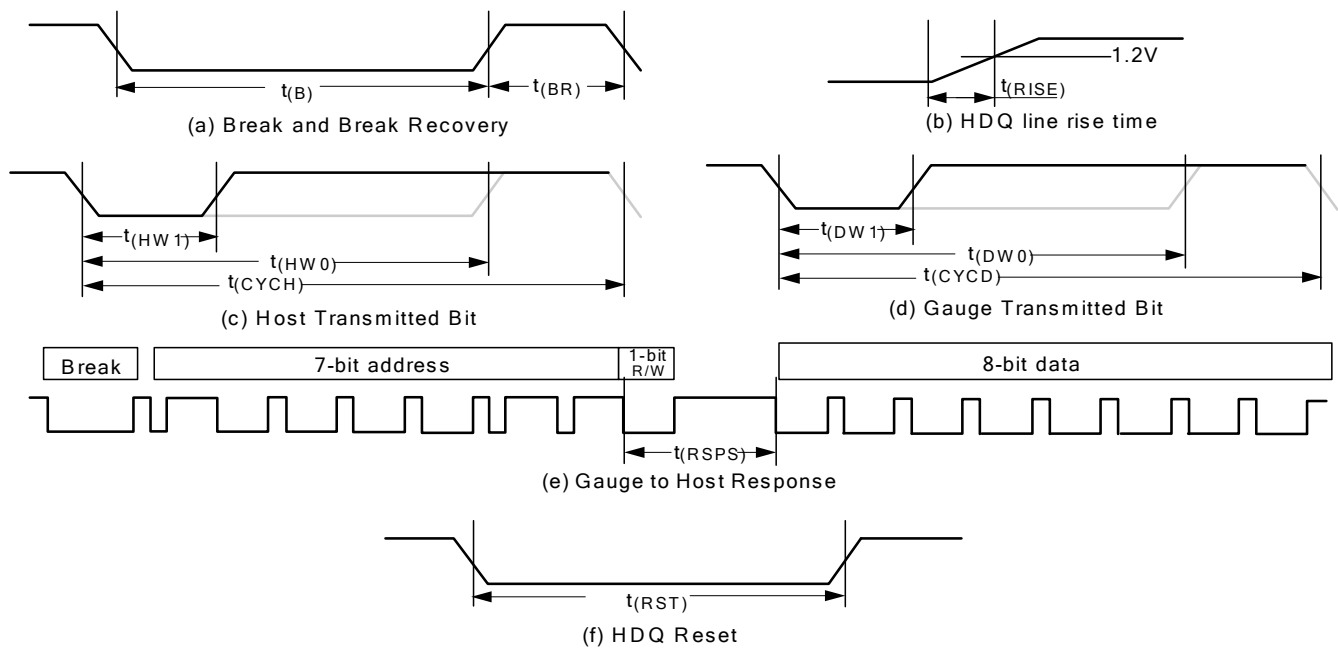 1.2V
t(B)
t(BR)
t(RISE)
(a) Break and Break Recovery
(b) HDQ line rise time
t(HW1)
t(HW0)
t(CYCH)
(c) Host Transmitted Bit
t(DW1)
t(DW0)
t(CYCD)
(d) Gauge Transmitted Bit
Break
7-bit address
1-bit
R/W
8-bit data
t(RSPS)
(e) Gauge to Host Response
t(RST)
(f) HDQ Reset